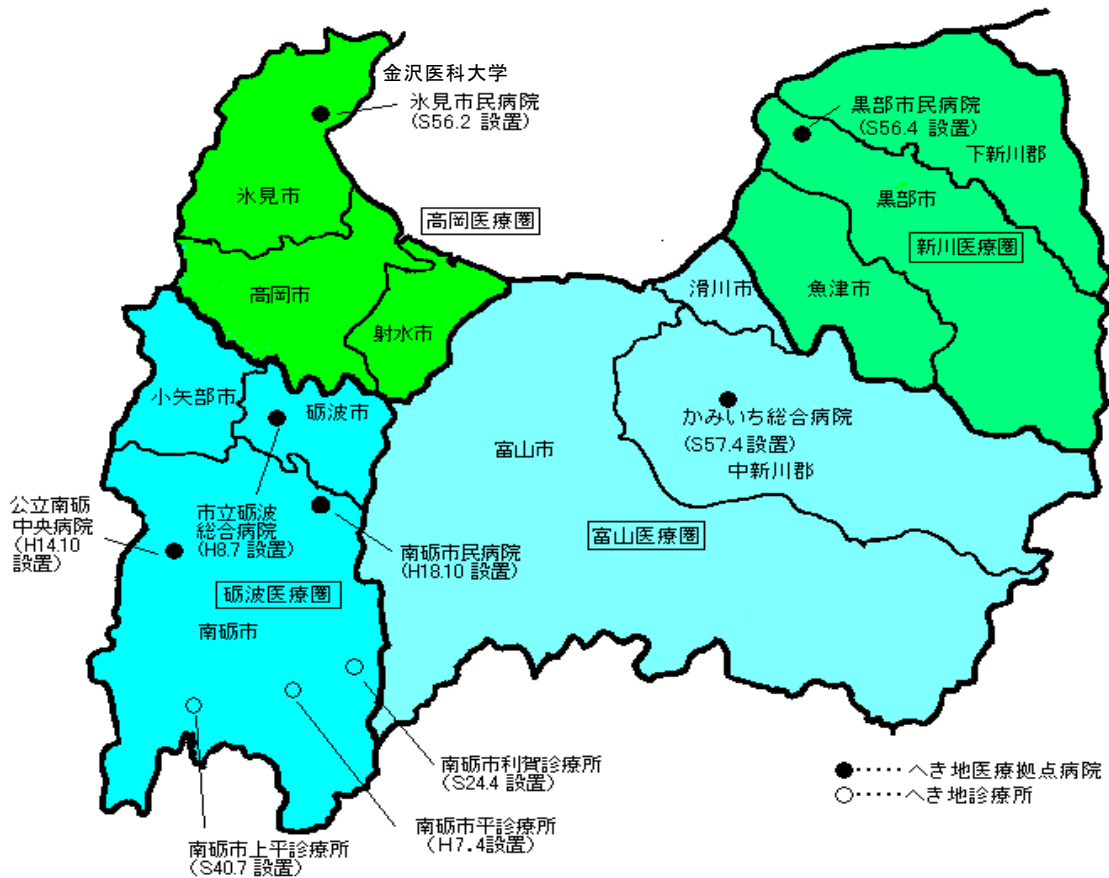 金沢医科大学
氷見市民病院
(S56.2 設置)
黒部市民病院
(S56.4 設置)
下新川郡
氷見市
黒部市
高岡医療圏
新川医療圏
高岡市
滑川市
魚津市
射水市
小矢部市
砺波市
かみいち総合病院
(S57.4設置)
富山市
中新川郡
公立南砺
中央病院
(H14.10
設置)
市立砺波
総合病院
(H8.7 設置)
南砺市民病院
(H18.10 設置)
富山医療圏
砺波医療圏
南砺市
南砺市利賀診療所
(S24.4 設置)
南砺市平診療所
(H7.4設置)
南砺市上平診療所
(S40.7 設置)
●‥‥‥へき地医療拠点病院
○‥‥‥へき地診療所